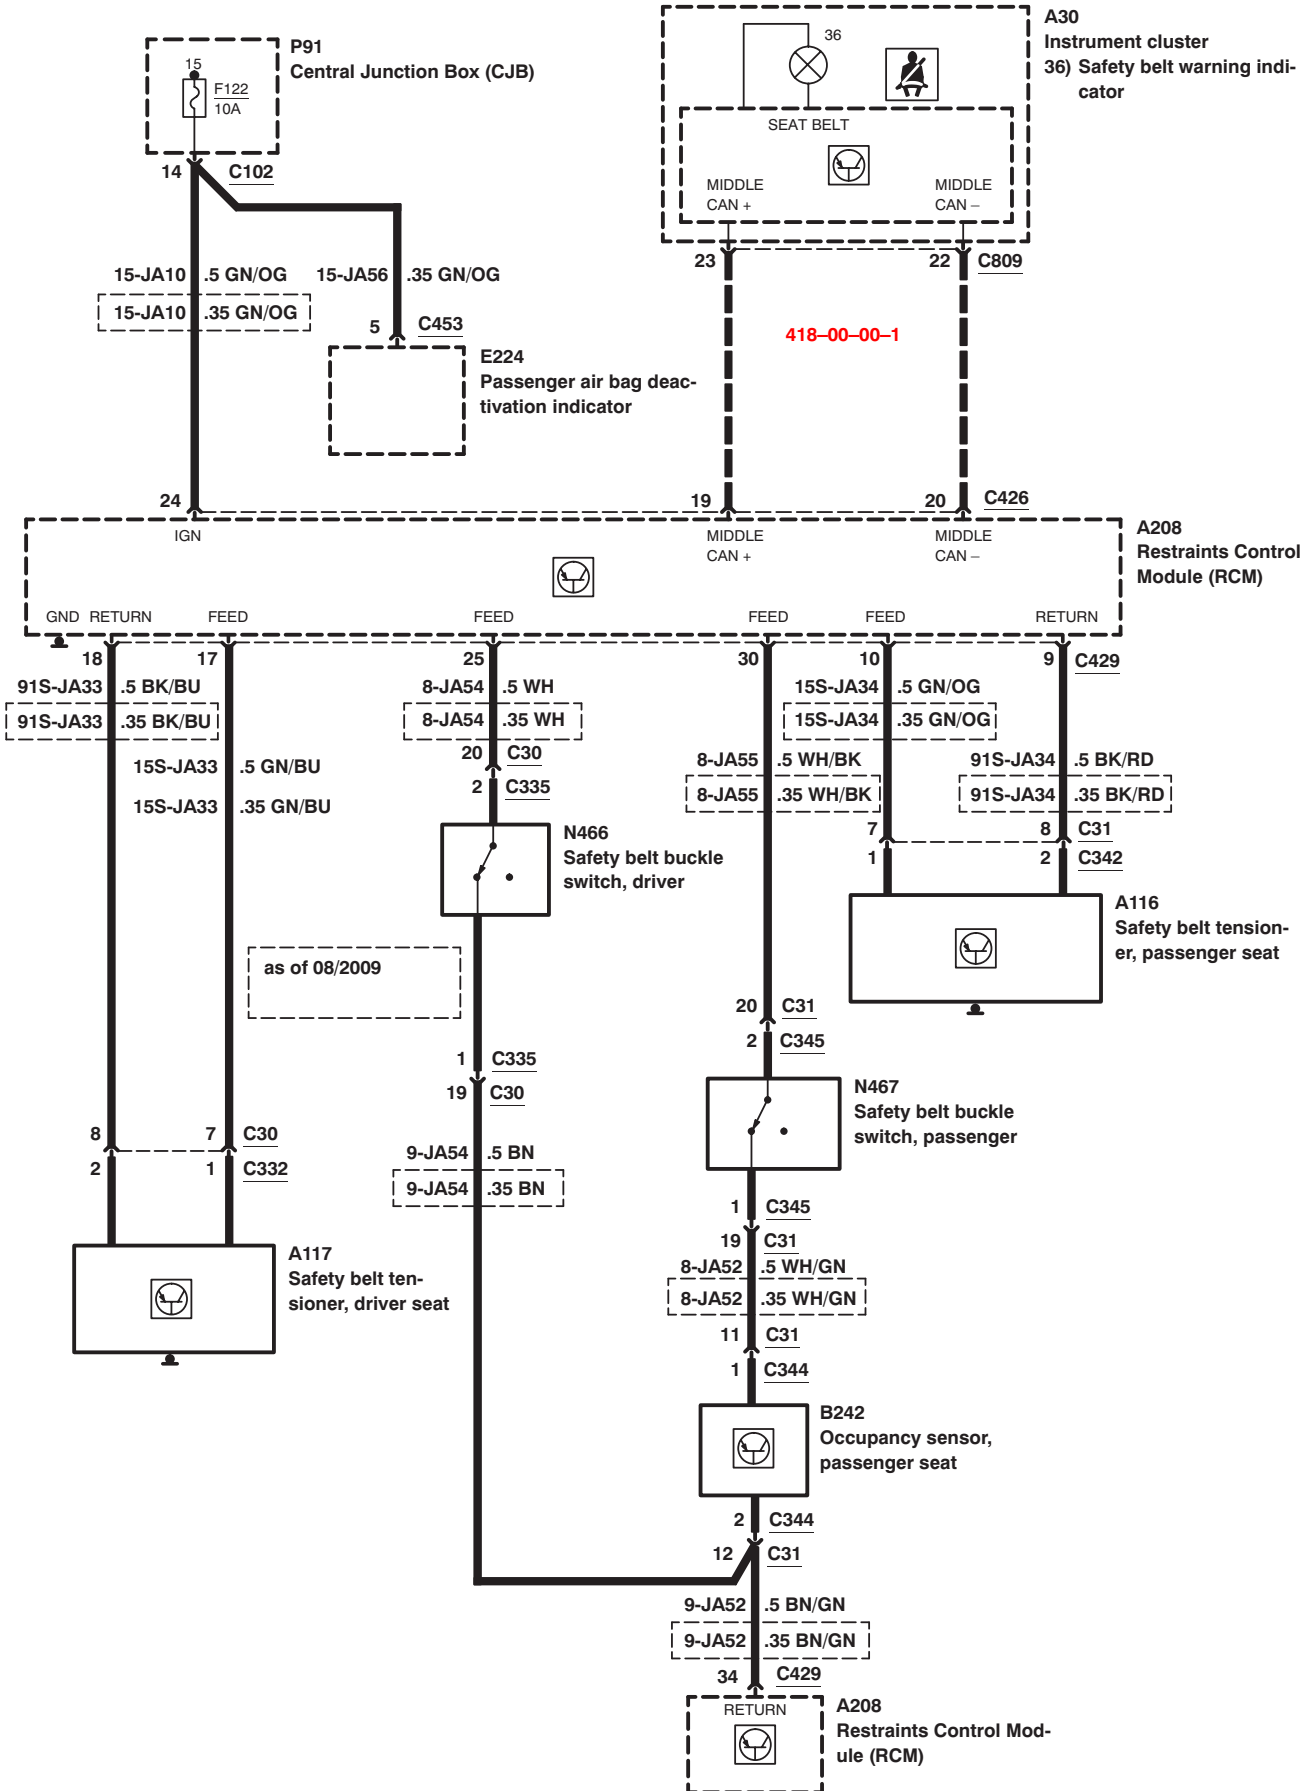 A30
Instrument cluster
36) Safety belt warning indi-
cator
36
P91
Central Junction Box (CJB)
15
F122
10A
SEAT BELT
14 C102
MIDDLE
CAN +
MIDDLE
CAN –
23
22 C809
15-JA10 .5 GN/OG
15-JA56 .35 GN/OG
15-JA10 .35 GN/OG
5 C453
418–00–00–1
E224
Passenger air bag deac-
tivation indicator
24
19
20 C426
IGN
MIDDLE
CAN +
MIDDLE
CAN –
A208
Restraints Control
Module (RCM)
GND RETURN FEED FEED FEED FEED RETURN
18 17 25 30 10 9 C429
91S-JA33 .5 BK/BU
91S-JA33 .35 BK/BU
8-JA54 .5 WH
8-JA54 .35 WH
15S-JA34 .5 GN/OG
15S-JA34 .35 GN/OG
20 C30
15S-JA33 .5 GN/BU
15S-JA33 .35 GN/BU
8-JA55 .5 WH/BK
8-JA55 .35 WH/BK
91S-JA34 .5 BK/RD
91S-JA34 .35 BK/RD
2 C335
7
8 C31
1
2 C342
N466
Safety belt buckle
switch, driver
A116
Safety belt tension-
er, passenger seat
as of 08/2009
20 C31
2 C345
1 C335
19 C30
N467
Safety belt buckle
switch, passenger
8
7 C30
2
1 C332
9-JA54 .5 BN
9-JA54 .35 BN
1 C345
19 C31
8-JA52 .5 WH/GN
8-JA52 .35 WH/GN
A117
Safety belt ten-
sioner, driver seat
11 C31
1 C344
B242
Occupancy sensor,
passenger seat
2 C344
12 C31
9-JA52 .5 BN/GN
9-JA52 .35 BN/GN
34 C429
RETURN
A208
Restraints Control Mod-
ule (RCM)